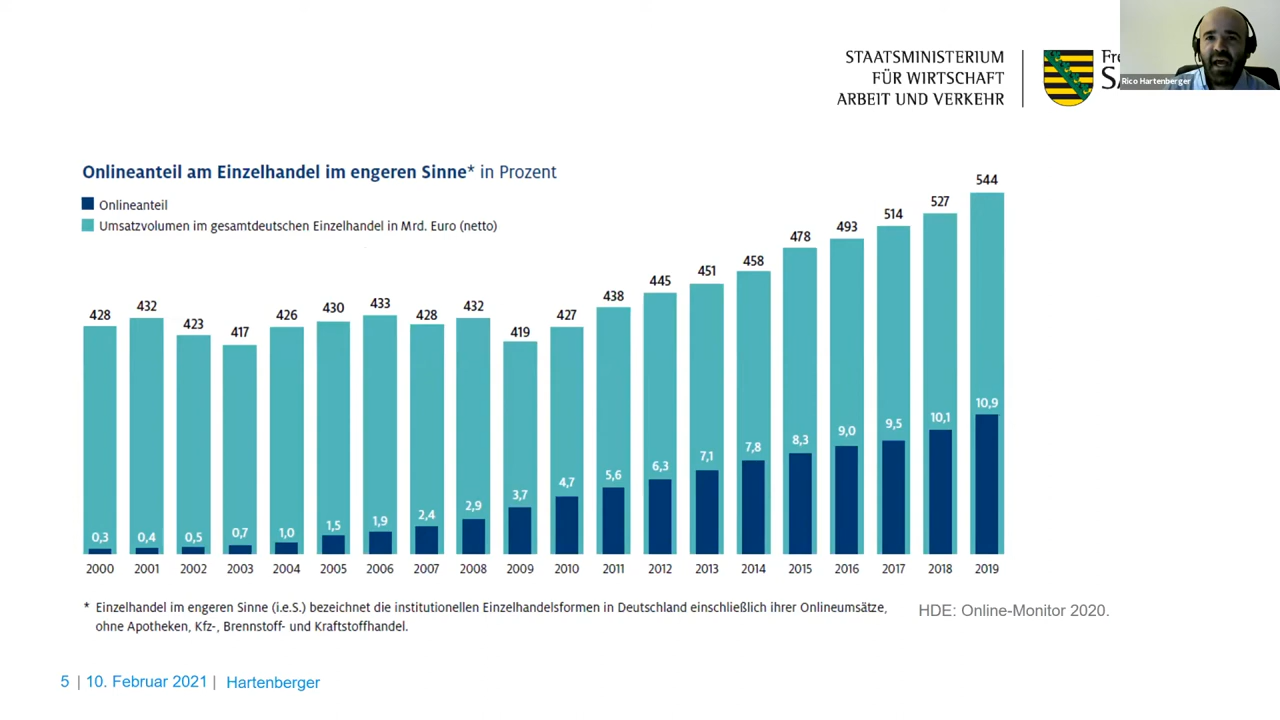 STAATSMINISTERIUM
FÜR WIRTSCHAFT
ARBEIT UND VERKEHR
Rico Hartenberger
Onlineanteil am Einzelhandel im engeren Sinne* in Prozent
Onlineanteil
Umsatzvolumen im gesamtdeutschen Einzelhandel in Mrd. Euro (netto)
428 432 423 417 426 430 433 428 432 419 427 438 445 451 458 478 493 514 527 544
0,3 0,4 0,5 0,7 1,0 1,5 1,9 2,4 2,9 3,7 4,7 5,6 6,3 7,1 7,8 8,3 9,0 9,5 10,1 10,9
2000 2001 2002 2003 2004 2005 2006 2007 2008 2009 2010 2011 2012 2013 2014 2015 2016 2017 2018 2019
* Einzelhandel im engeren Sinne (i.e.S.) bezeichnet die institutionellen Einzelhandelsformen in Deutschland einschließlich ihrer Onlineumsätze,
ohne Apotheken, Kfz-, Brennstoff- und Kraftstoffhandel.
HDE: Online-Monitor 2020.
5 | 10. Februar 2021 | Hartenberger